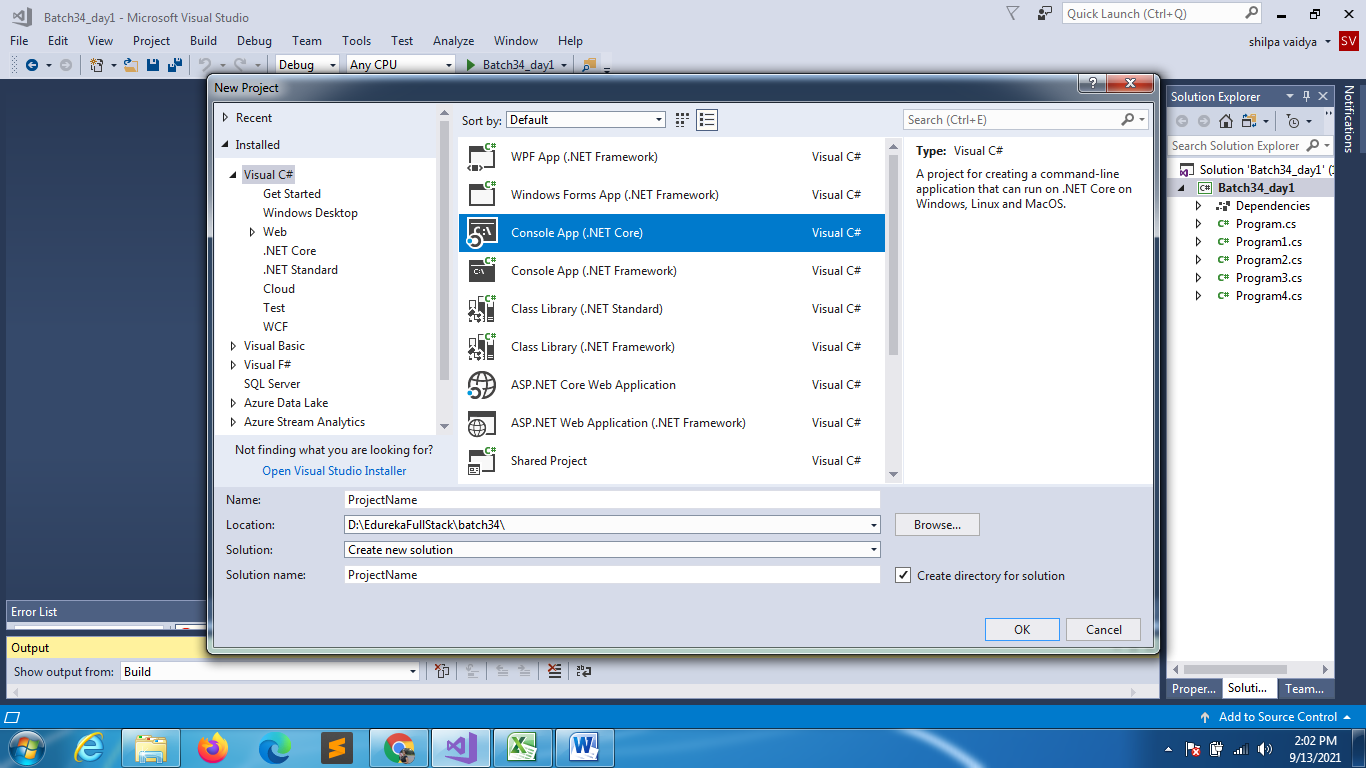 Batch34_day1 - Microsoft Visual Studio
Quick Launch (Ctrl+Q)
File Edit View Project Build Debug Team Tools Test Analyze Window Help
shilpa vaidya SV
Debug Any CPU Batch34_day1
New Project
Recent
Installed
Visual C#
Get Started
Windows Desktop
Web
.NET Core
.NET Standard
Cloud
Test
WCF
Visual Basic
Visual F#
SQL Server
Azure Data Lake
Azure Stream Analytics
Not finding what you are looking for?
Open Visual Studio Installer
Sort by: Default
Search (Ctrl+E)
WPF App (.NET Framework) Visual C#
Windows Forms App (.NET Framework) Visual C#
Console App (.NET Core) Visual C#
Console App (.NET Framework) Visual C#
Class Library (.NET Standard) Visual C#
Class Library (.NET Framework) Visual C#
ASP.NET Core Web Application Visual C#
ASP.NET Web Application (.NET Framework) Visual C#
Shared Project Visual C#
Type: Visual C#
A project for creating a command-line
application that can run on .NET Core on
Windows, Linux and MacOS.
Name: ProjectName
Location: D:\EdurekaFullStack\batch34\ Browse...
Solution: Create new solution
Solution name: ProjectName Create directory for solution
OK Cancel
Solution Explorer
Search Solution Explorer
Solution 'Batch34_day1' (
Batch34_day1
Dependencies
Program.cs
Program1.cs
Program2.cs
Program3.cs
Program4.cs
Proper... Soluti... Team...
Notifications
Error List
Output
Show output from: Build
Add to Source Control
2:02 PM
9/13/2021